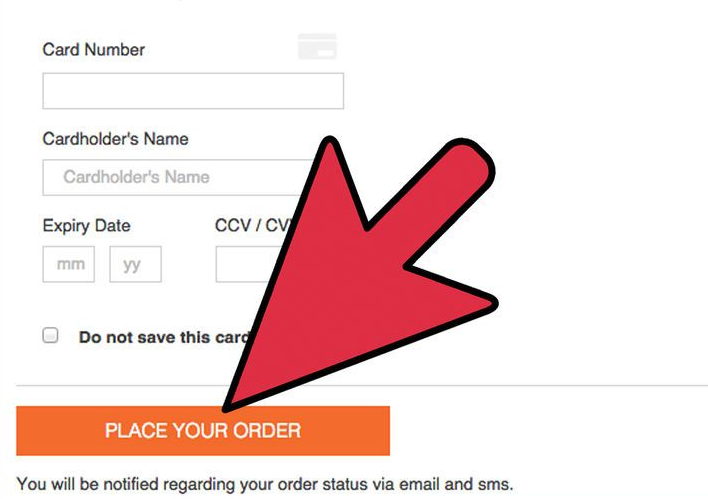 Card Number
Cardholder's Name
Cardholder's Name
Expiry Date CCV / CV
mm yy
Do not save this card
PLACE YOUR ORDER
You will be notified regarding your order status via email and sms.